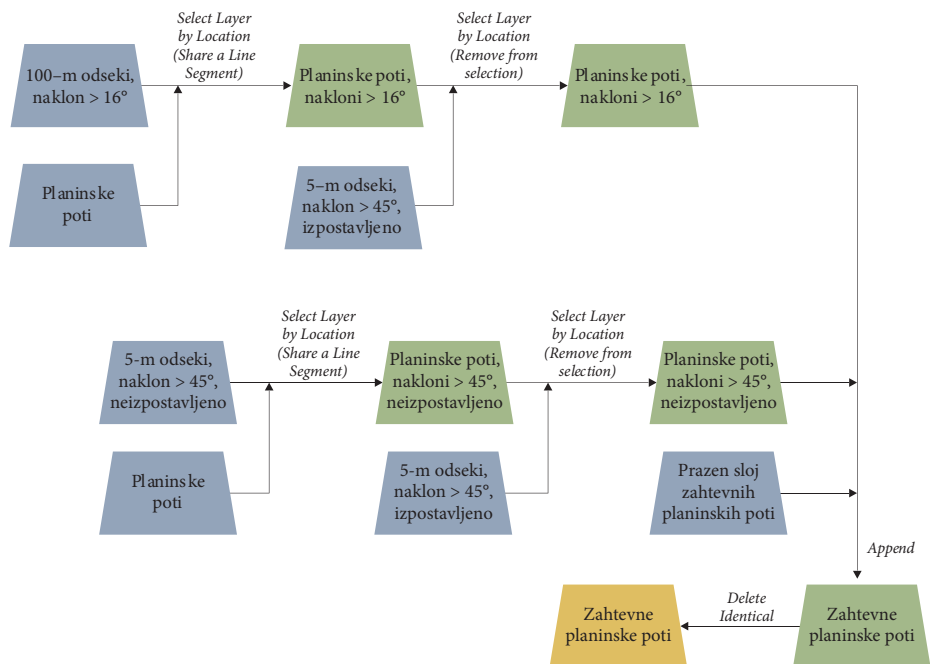 Select Layer
by Location
(Share a Line
Segment)
Select Layer
by Location
(Remove from
selection)
100–m odseki,
naklon > 16°
Planinske poti,
nakloni > 16°
Planinske poti,
nakloni > 16°
Planinske
poti
5–m odseki,
naklon > 45°,
izpostavljeno
Select Layer
by Location
(Share a Line
Segment)
Select Layer
by Location
(Remove from
selection)
5-m odseki,
naklon > 45°,
neizpostavljeno
Planinske poti,
nakloni > 45°,
neizpostavljeno
Planinske poti,
nakloni > 45°,
neizpostavljeno
Planinske
poti
5-m odseki,
naklon > 45°,
izpostavljeno
Prazen sloj
zahtevnih
planinskih poti
Append
Zahtevne
planinske poti
Delete
Identical
Zahtevne
planinske poti